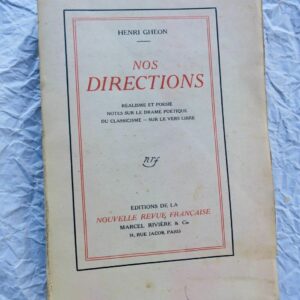 HENRI GHÉON
NOS
DIRECTIONS
RÉALISME ET POÉSIE
NOTES SUR LE DRAME POÉTIQUE
DU CLASSICISME — SUR LE VERS LIBRE
nrf
EDITIONS DE LA
NOUVELLE REVUE FRANÇAISE
MARCEL RIVIÈRE & Cie
31, RUE JACOB, PARIS